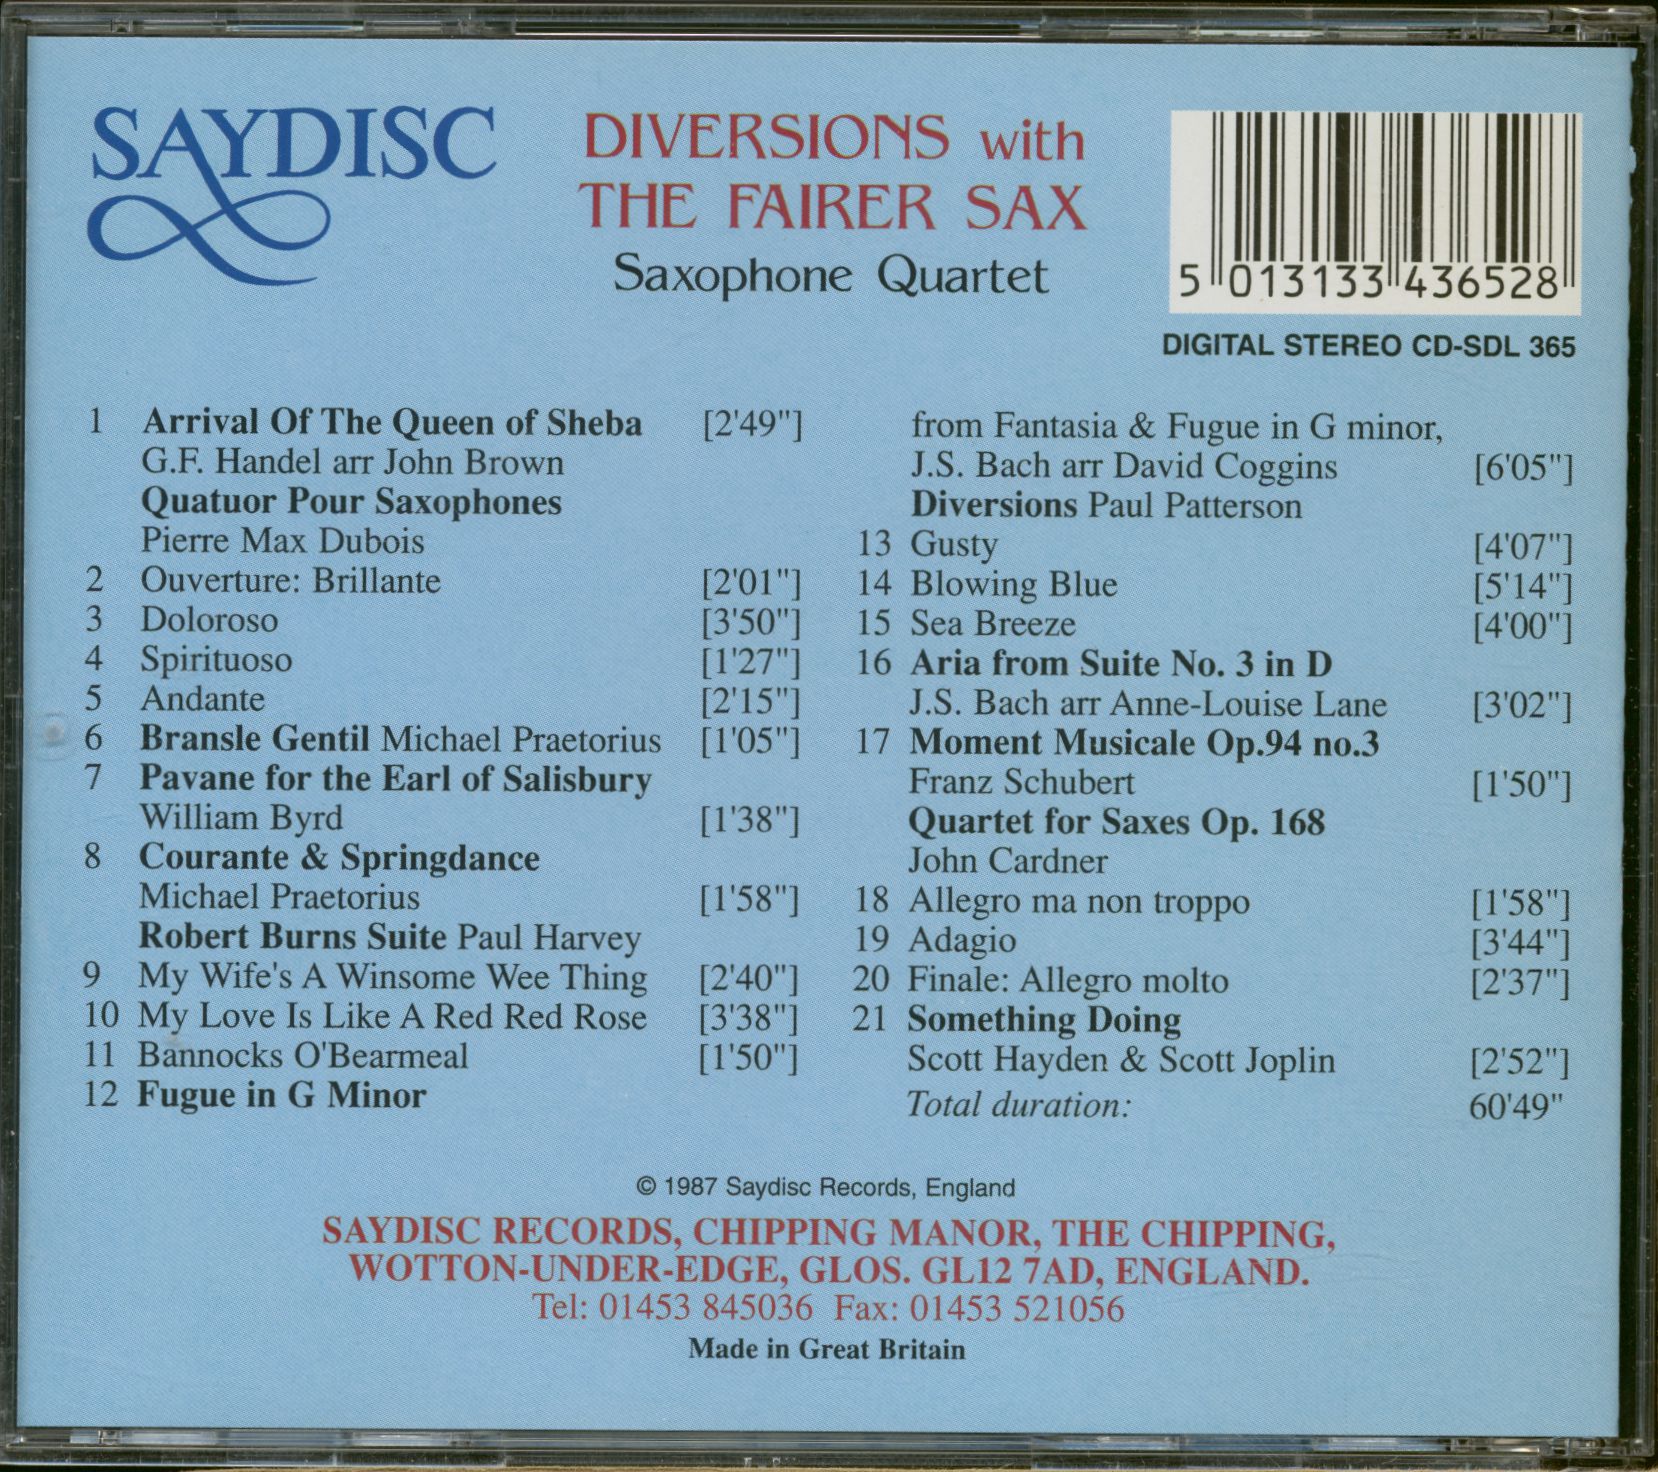 SAYDISC
DIVERSIONS with
THE FAIRER SAX
Saxophone Quartet
5 013133 436528
DIGITAL STEREO CD-SDL 365
1 Arrival Of The Queen of Sheba [2'49"]
G.F. Handel arr John Brown
Quatuor Pour Saxophones
Pierre Max Dubois
2 Ouverture: Brillante [2'01"]
3 Doloroso [3'50"]
4 Spirituoso [1'27"]
5 Andante [2'15"]
6 Bransle Gentil Michael Praetorius [1'05"]
7 Pavane for the Earl of Salisbury
William Byrd [1'38"]
8 Courante & Springdance
Michael Praetorius [1'58"]
Robert Burns Suite Paul Harvey
9 My Wife's A Winsome Wee Thing [2'40"]
10 My Love Is Like A Red Red Rose [3'38"]
11 Bannocks O'Bearmeal [1'50"]
12 Fugue in G Minor
from Fantasia & Fugue in G minor,
J.S. Bach arr David Coggins [6'05"]
Diversions Paul Patterson
13 Gusty [4'07"]
14 Blowing Blue [5'14"]
15 Sea Breeze [4'00"]
16 Aria from Suite No. 3 in D
J.S. Bach arr Anne-Louise Lane [3'02"]
17 Moment Musicale Op.94 no.3
Franz Schubert [1'50"]
Quartet for Saxes Op. 168
John Cardner
18 Allegro ma non troppo [1'58"]
19 Adagio [3'44"]
20 Finale: Allegro molto [2'37"]
21 Something Doing
Scott Hayden & Scott Joplin [2'52"]
Total duration: 60'49"
© 1987 Saydisc Records, England
SAYDISC RECORDS, CHIPPING MANOR, THE CHIPPING,
WOTTON-UNDER-EDGE, GLOS. GL12 7AD, ENGLAND.
Tel: 01453 845036 Fax: 01453 521056
Made in Great Britain